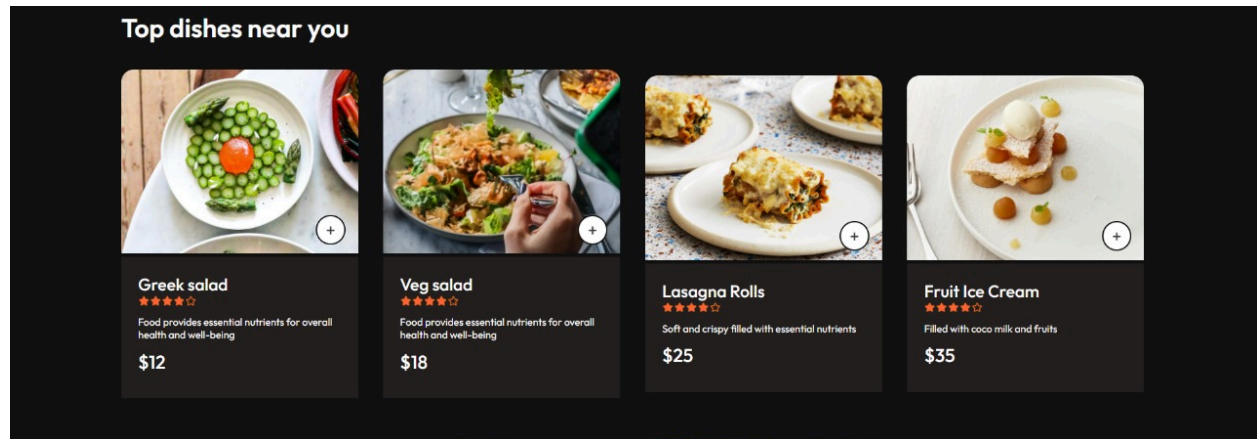 Top dishes near you
Greek salad
Food provides essential nutrients for overall
health and well-being
$12
Veg salad
Food provides essential nutrients for overall
health and well-being
$18
Lasagna Rolls
Soft and crispy filled with essential nutrients
$25
Fruit Ice Cream
Filled with coco milk and fruits
$35